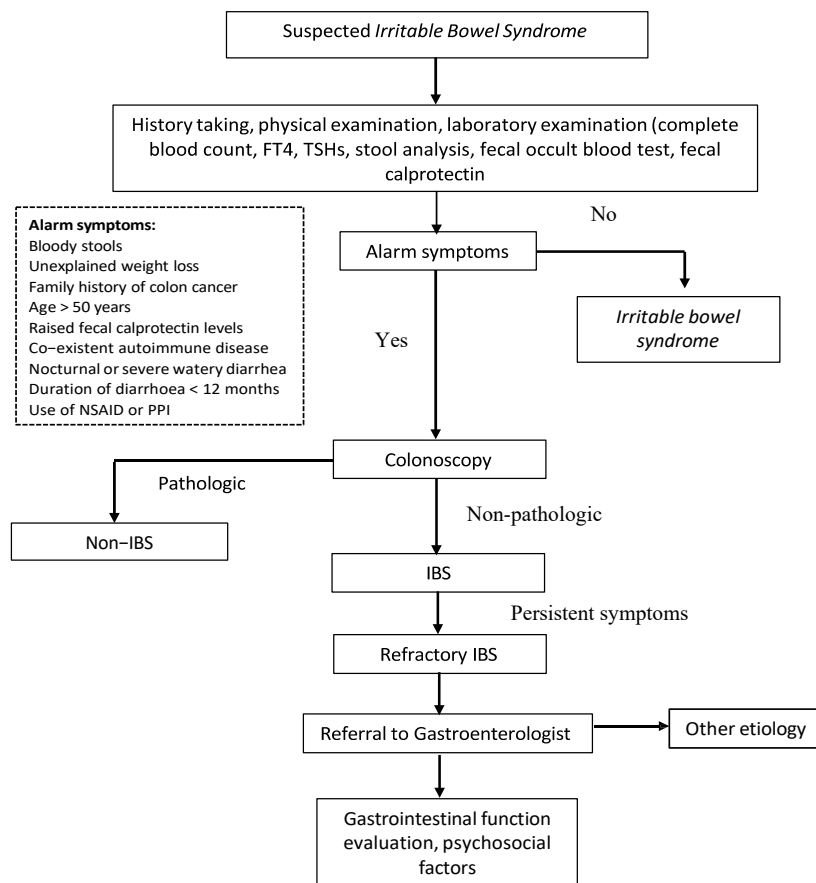 Suspected Irritable Bowel Syndrome
History taking, physical examination, laboratory examination (complete
blood count, FT4, TSHs, stool analysis, fecal occult blood test, fecal
calprotectin
No
Alarm symptoms:
Bloody stools
Unexplained weight loss
Family history of colon cancer
Age > 50 years
Raised fecal calprotectin levels
Co−existent autoimmune disease
Nocturnal or severe watery diarrhea
Duration of diarrhoea < 12 months
Use of NSAID or PPI
Alarm symptoms
Irritable bowel
syndrome
Yes
Colonoscopy
Pathologic
Non-pathologic
Non−IBS
IBS
Persistent symptoms
Refractory IBS
Referral to Gastroenterologist
Other etiology
Gastrointestinal function
evaluation, psychosocial
factors